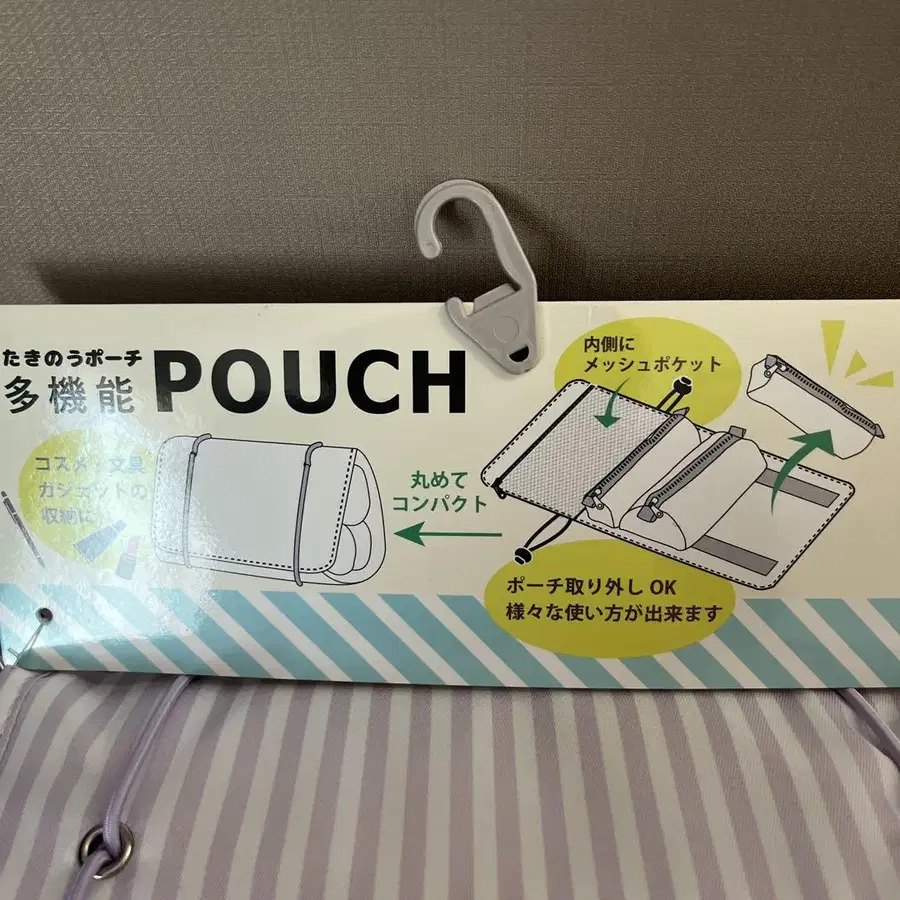 たきのうポーチ
多機能 POUCH
コスメ・文具
ガジェットの
収納に
丸めて
コンパクト
内側に
メッシュポケット
ポーチ取り外し OK
様々な使い方が出来ます